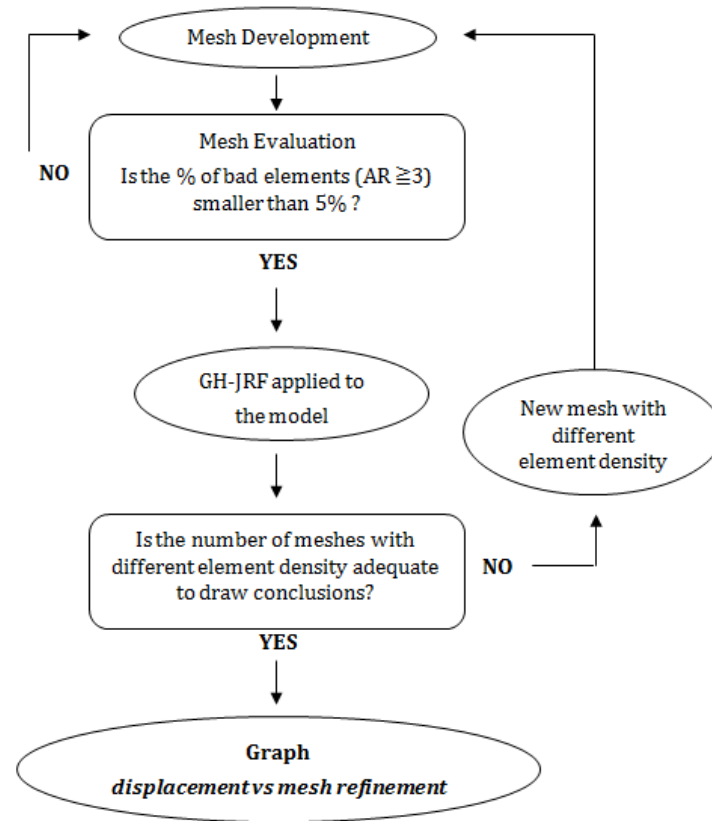 Mesh Development
Mesh Evaluation
Is the % of bad elements (AR ≧3)
smaller than 5% ?
NO
YES
GH-JRF applied to
the model
New mesh with
different
element density
Is the number of meshes with
different element density adequate
to draw conclusions?
NO
YES
Graph
displacement vs mesh refinement